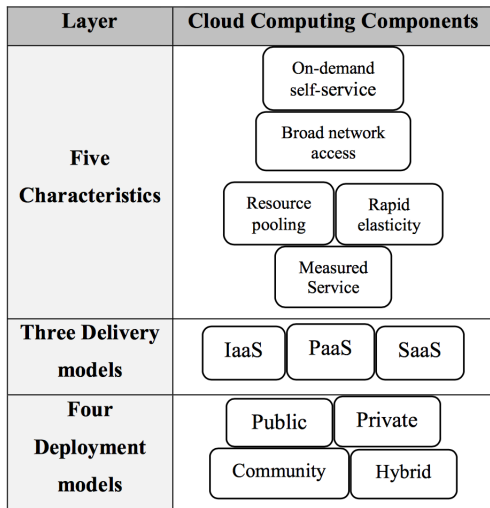 Layer
Cloud Computing Components
Five
Characteristics
On-demand
self-service
Broad network
access
Resource
pooling
Rapid
elasticity
Measured
Service
Three Delivery
models
IaaS
PaaS
SaaS
Four
Deployment
models
Public
Private
Community
Hybrid